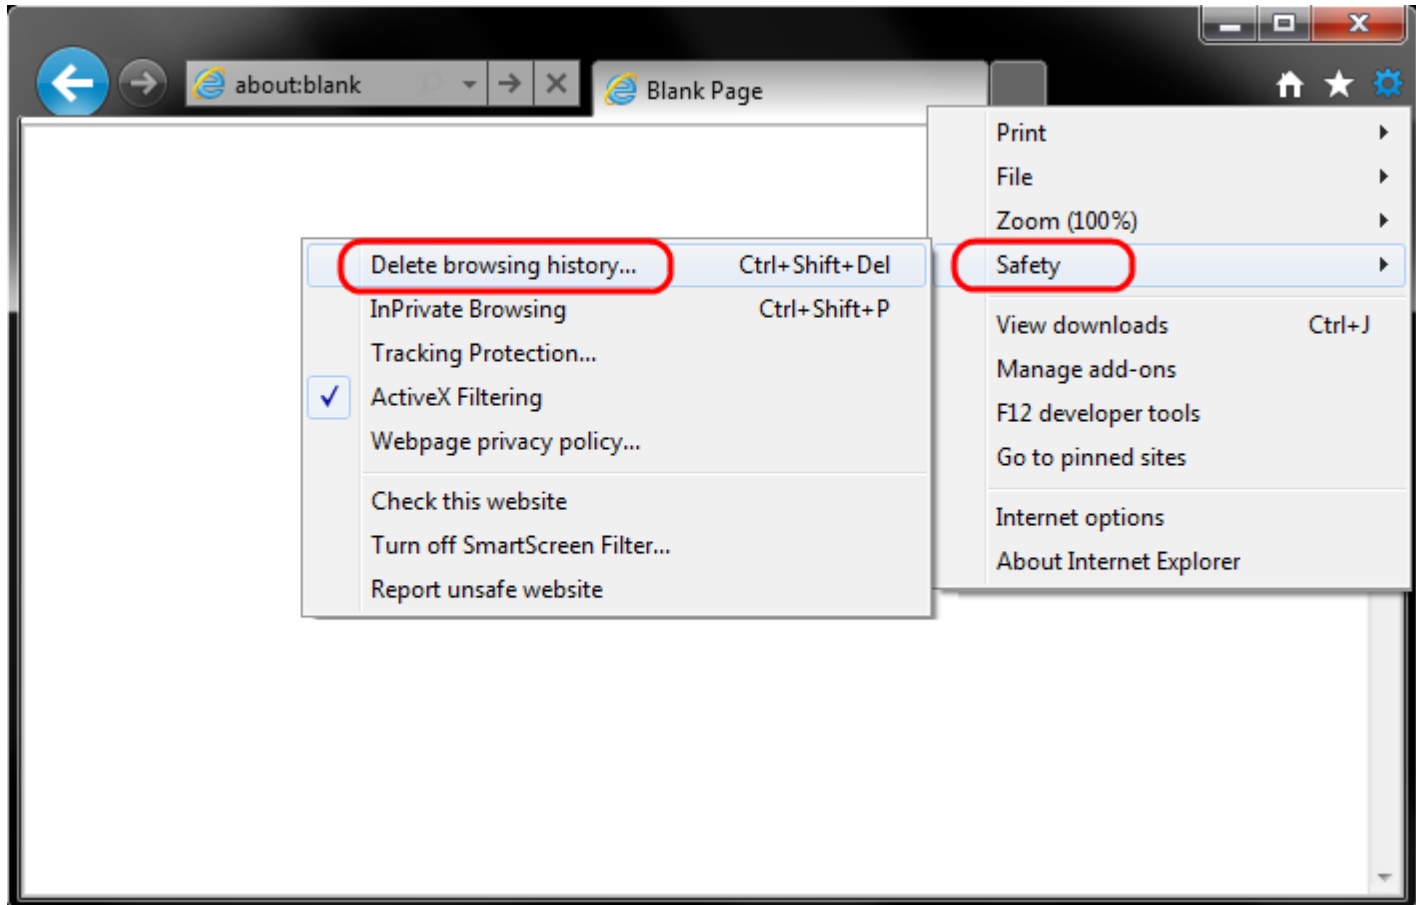 about:blank
Blank Page
Print
File
Zoom (100%)
Safety
View downloads Ctrl+J
Manage add-ons
F12 developer tools
Go to pinned sites
Internet options
About Internet Explorer
Delete browsing history... Ctrl+Shift+Del
InPrivate Browsing Ctrl+Shift+P
Tracking Protection...
ActiveX Filtering
Webpage privacy policy...
Check this website
Turn off SmartScreen Filter...
Report unsafe website